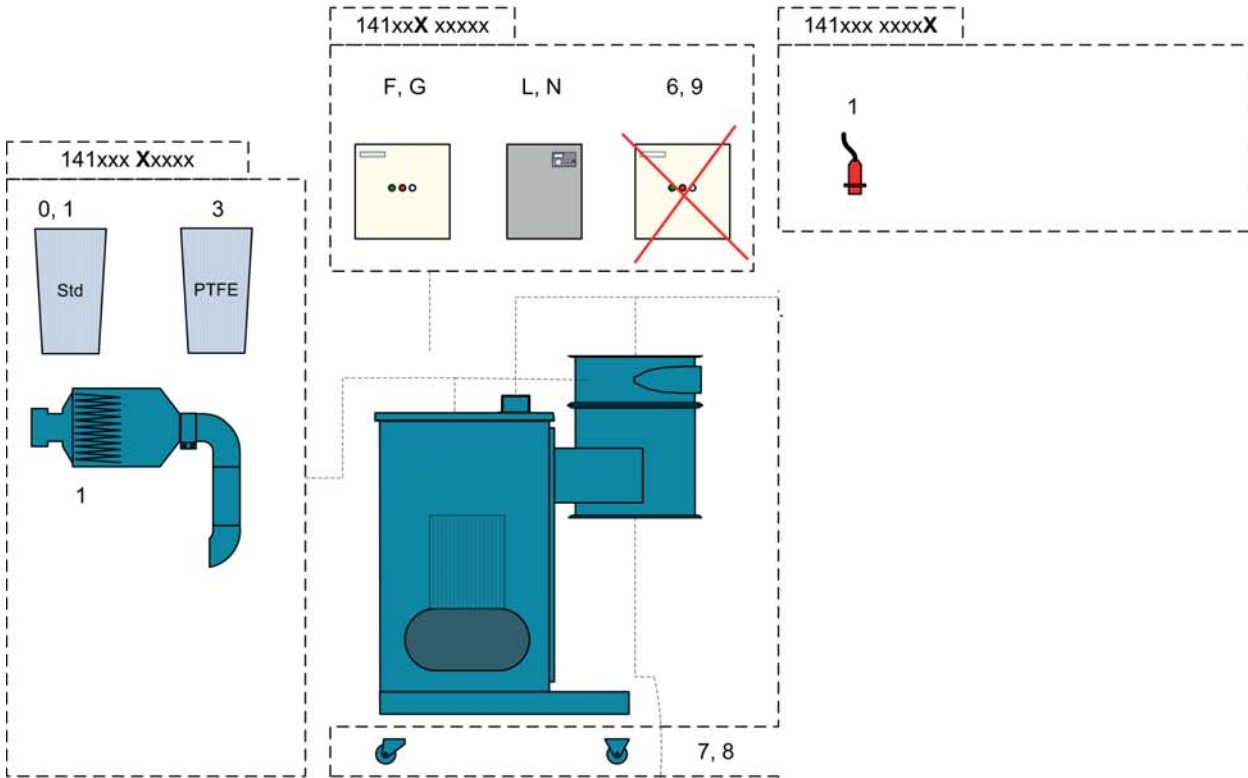 141xxX xxxxx
141xxx xxxxX
F, G
L, N
6, 9
1
141xxx Xxxxx
0, 1
3
Std
PTFE
1
7, 8